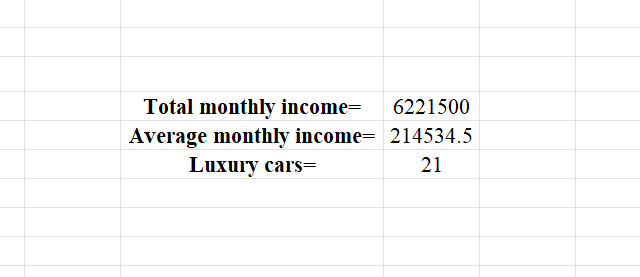 Total monthly income= 6221500
Average monthly income= 214534.5
Luxury cars= 21